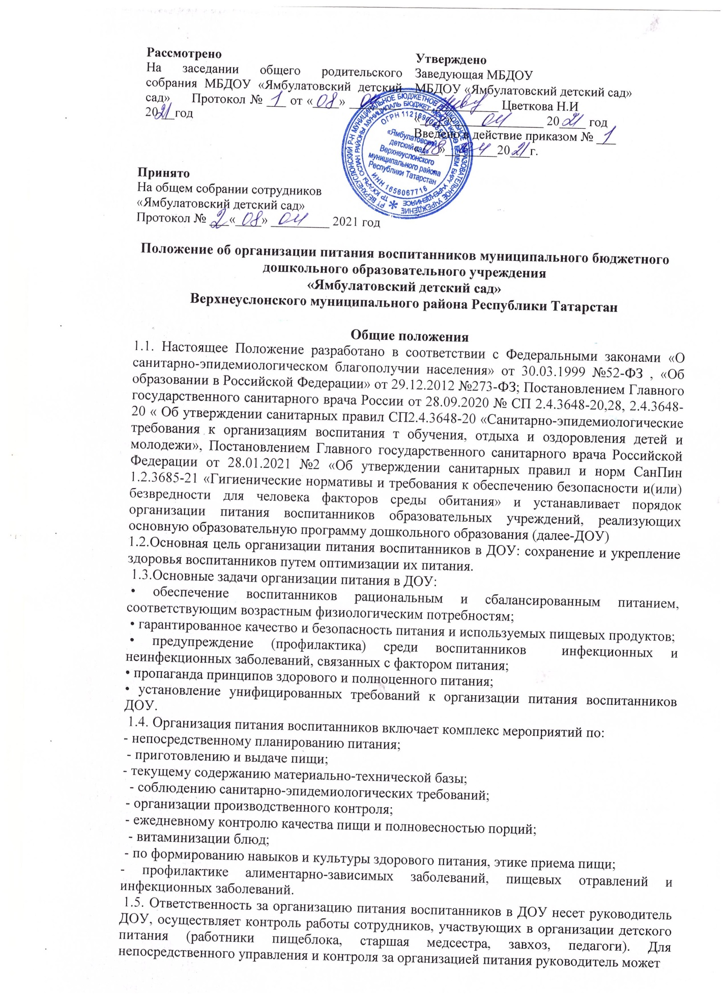 Рассмотрено
На заседании общего родительского
собрания МБДОУ «Ямбулатовский детский
сад» Протокол № 1 от «08» 04
2021 год
Утверждено
Заведующая МБДОУ
МБДОУ «Ямбулатовский детский сад»
Цветкова Н.И
«08» 04 2021 год
Введено в действие приказом № 1
«08» 04 2021 г.
«Ямбулатовский
детский сад»
Верхнеуслонского
муниципального района
Республики Татарстан
ИНН 1656067716
Принято
На общем собрании сотрудников
«Ямбулатовский детский сад»
Протокол № 2 «08» 04 2021 год
Положение об организации питания воспитанников муниципального бюджетного
дошкольного образовательного учреждения
«Ямбулатовский детский сад»
Верхнеуслонского муниципального района Республики Татарстан
Общие положения
1.1. Настоящее Положение разработано в соответствии с Федеральными законами «О
санитарно-эпидемиологическом благополучии населения» от 30.03.1999 №52-ФЗ , «Об
образовании в Российской Федерации» от 29.12.2012 №273-ФЗ; Постановлением Главного
государственного санитарного врача России от 28.09.2020 № СП 2.4.3648-20,28, 2.4.3648-
20 « Об утверждении санитарных правил СП2.4.3648-20 «Санитарно-эпидемиологические
требования к организациям воспитания т обучения, отдыха и оздоровления детей и
молодежи», Постановлением Главного государственного санитарного врача Российской
Федерации от 28.01.2021 №2 «Об утверждении санитарных правил и норм СанПин
1.2.3685-21 «Гигиенические нормативы и требования к обеспечению безопасности и(или)
безвредности для человека факторов среды обитания» и устанавливает порядок
организации питания воспитанников образовательных учреждений, реализующих
основную образовательную программу дошкольного образования (далее-ДОУ)
1.2.Основная цель организации питания воспитанников в ДОУ: сохранение и укрепление
здоровья воспитанников путем оптимизации их питания.
1.3.Основные задачи организации питания в ДОУ:
• обеспечение воспитанников рациональным и сбалансированным питанием,
соответствующим возрастным физиологическим потребностям;
• гарантированное качество и безопасность питания и используемых пищевых продуктов;
• предупреждение (профилактика) среди воспитанников инфекционных и
неинфекционных заболеваний, связанных с фактором питания;
• пропаганда принципов здорового и полноценного питания;
• установление унифицированных требований к организации питания воспитанников
ДОУ.
1.4. Организация питания воспитанников включает комплекс мероприятий по:
- непосредственному планированию питания;
- приготовлению и выдаче пищи;
- текущему содержанию материально-технической базы;
- соблюдению санитарно-эпидемиологических требований;
- организации производственного контроля;
- ежедневному контролю качества пищи и полновесностью порций;
- витаминизации блюд;
- по формированию навыков и культуры здорового питания, этике приема пищи;
- профилактике алиментарно-зависимых заболеваний, пищевых отравлений и
инфекционных заболеваний.
1.5. Ответственность за организацию питания воспитанников в ДОУ несет руководитель
ДОУ, осуществляет контроль работы сотрудников, участвующих в организации детского
питания (работники пищеблока, старшая медсестра, завхоз, педагоги). Для
непосредственного управления и контроля за организацией питания руководитель может